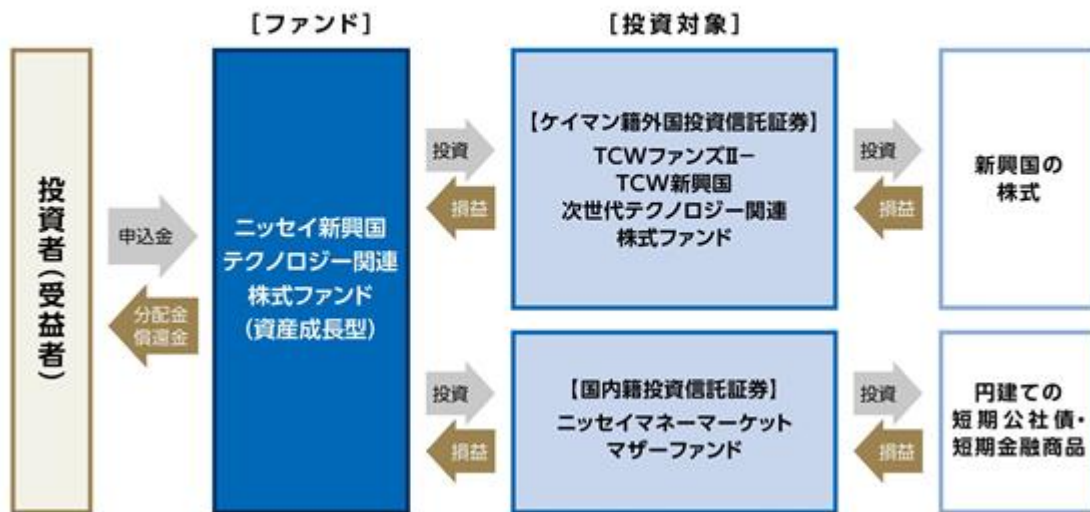 ［ファンド］
［投資対象］
投資者（受益者）
申込金
分配金
償還金
ニッセイ新興国
テクノロジー関連
株式ファンド
（資産成長型）
投資
損益
【ケイマン籍外国投資信託証券】
TCWファンズⅡー
TCW新興国
次世代テクノロジー関連
株式ファンド
投資
損益
新興国の
株式
投資
損益
【国内籍投資信託証券】
ニッセイマネーマーケット
マザーファンド
投資
損益
円建ての
短期公社債・
短期金融商品